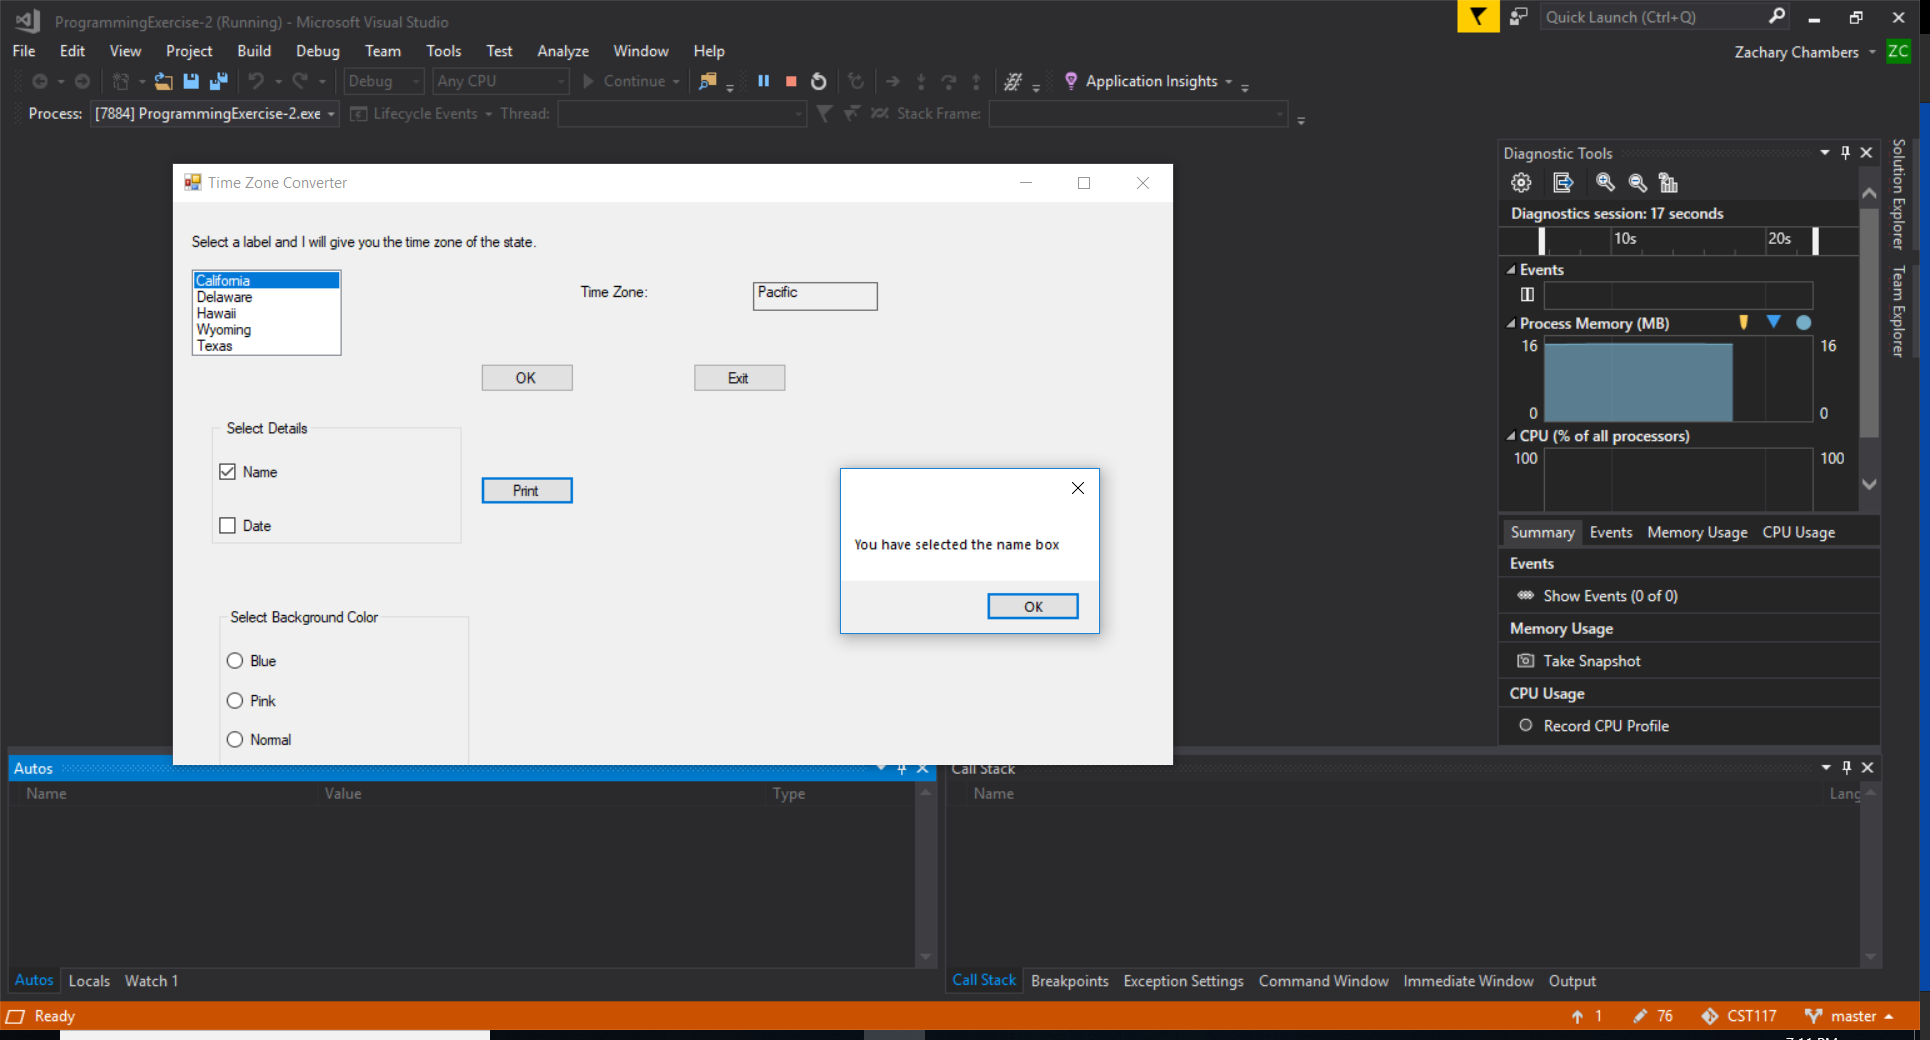 ProgrammingExercise-2 (Running) - Microsoft Visual Studio
Quick Launch (Ctrl+Q)
File Edit View Project Build Debug Team Tools Test Analyze Window Help
Zachary Chambers ZC
Debug Any CPU Continue Application Insights
Process: [7884] ProgrammingExercise-2.exe Lifecycle Events Thread: Stack Frame:
Time Zone Converter
Select a label and I will give you the time zone of the state.
California
Delaware
Hawaii
Wyoming
Texas
Time Zone: Pacific
OK Exit
Select Details
Name
Print
Date
You have selected the name box
OK
Select Background Color
Blue
Pink
Normal
Diagnostic Tools
Diagnostics session: 17 seconds
10s 20s
Events
Process Memory (MB)
16 16
0 0
CPU (% of all processors)
100 100
Summary Events Memory Usage CPU Usage
Events
Show Events (0 of 0)
Memory Usage
Take Snapshot
CPU Usage
Record CPU Profile
Solution Explorer
Team Explorer
Autos
Name Value Type
Autos Locals Watch 1
Call Stack
Name Lang
Call Stack Breakpoints Exception Settings Command Window Immediate Window Output
Ready
1 76 CST117 master